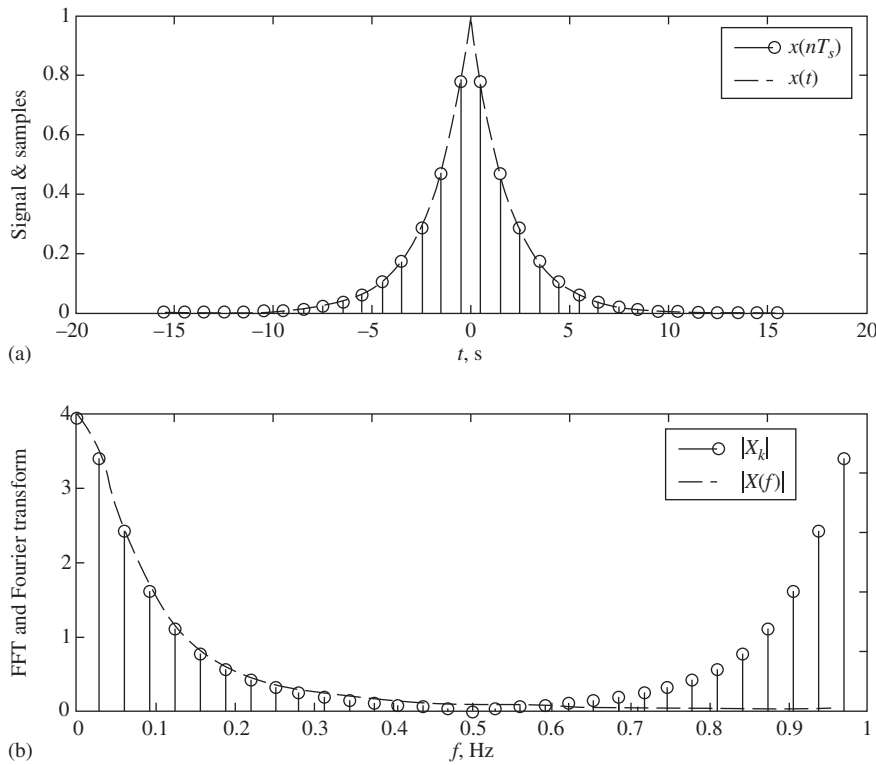 1
0.8
0.6
0.4
0.2
0
Signal & samples
x(nT_s)
x(t)
–20 –15 –10 –5 0 5 10 15 20
t, s
(a)
4
3
2
1
0
FFT and Fourier transform
|X_k|
|X(f)|
0 0.1 0.2 0.3 0.4 0.5 0.6 0.7 0.8 0.9 1
f, Hz
(b)